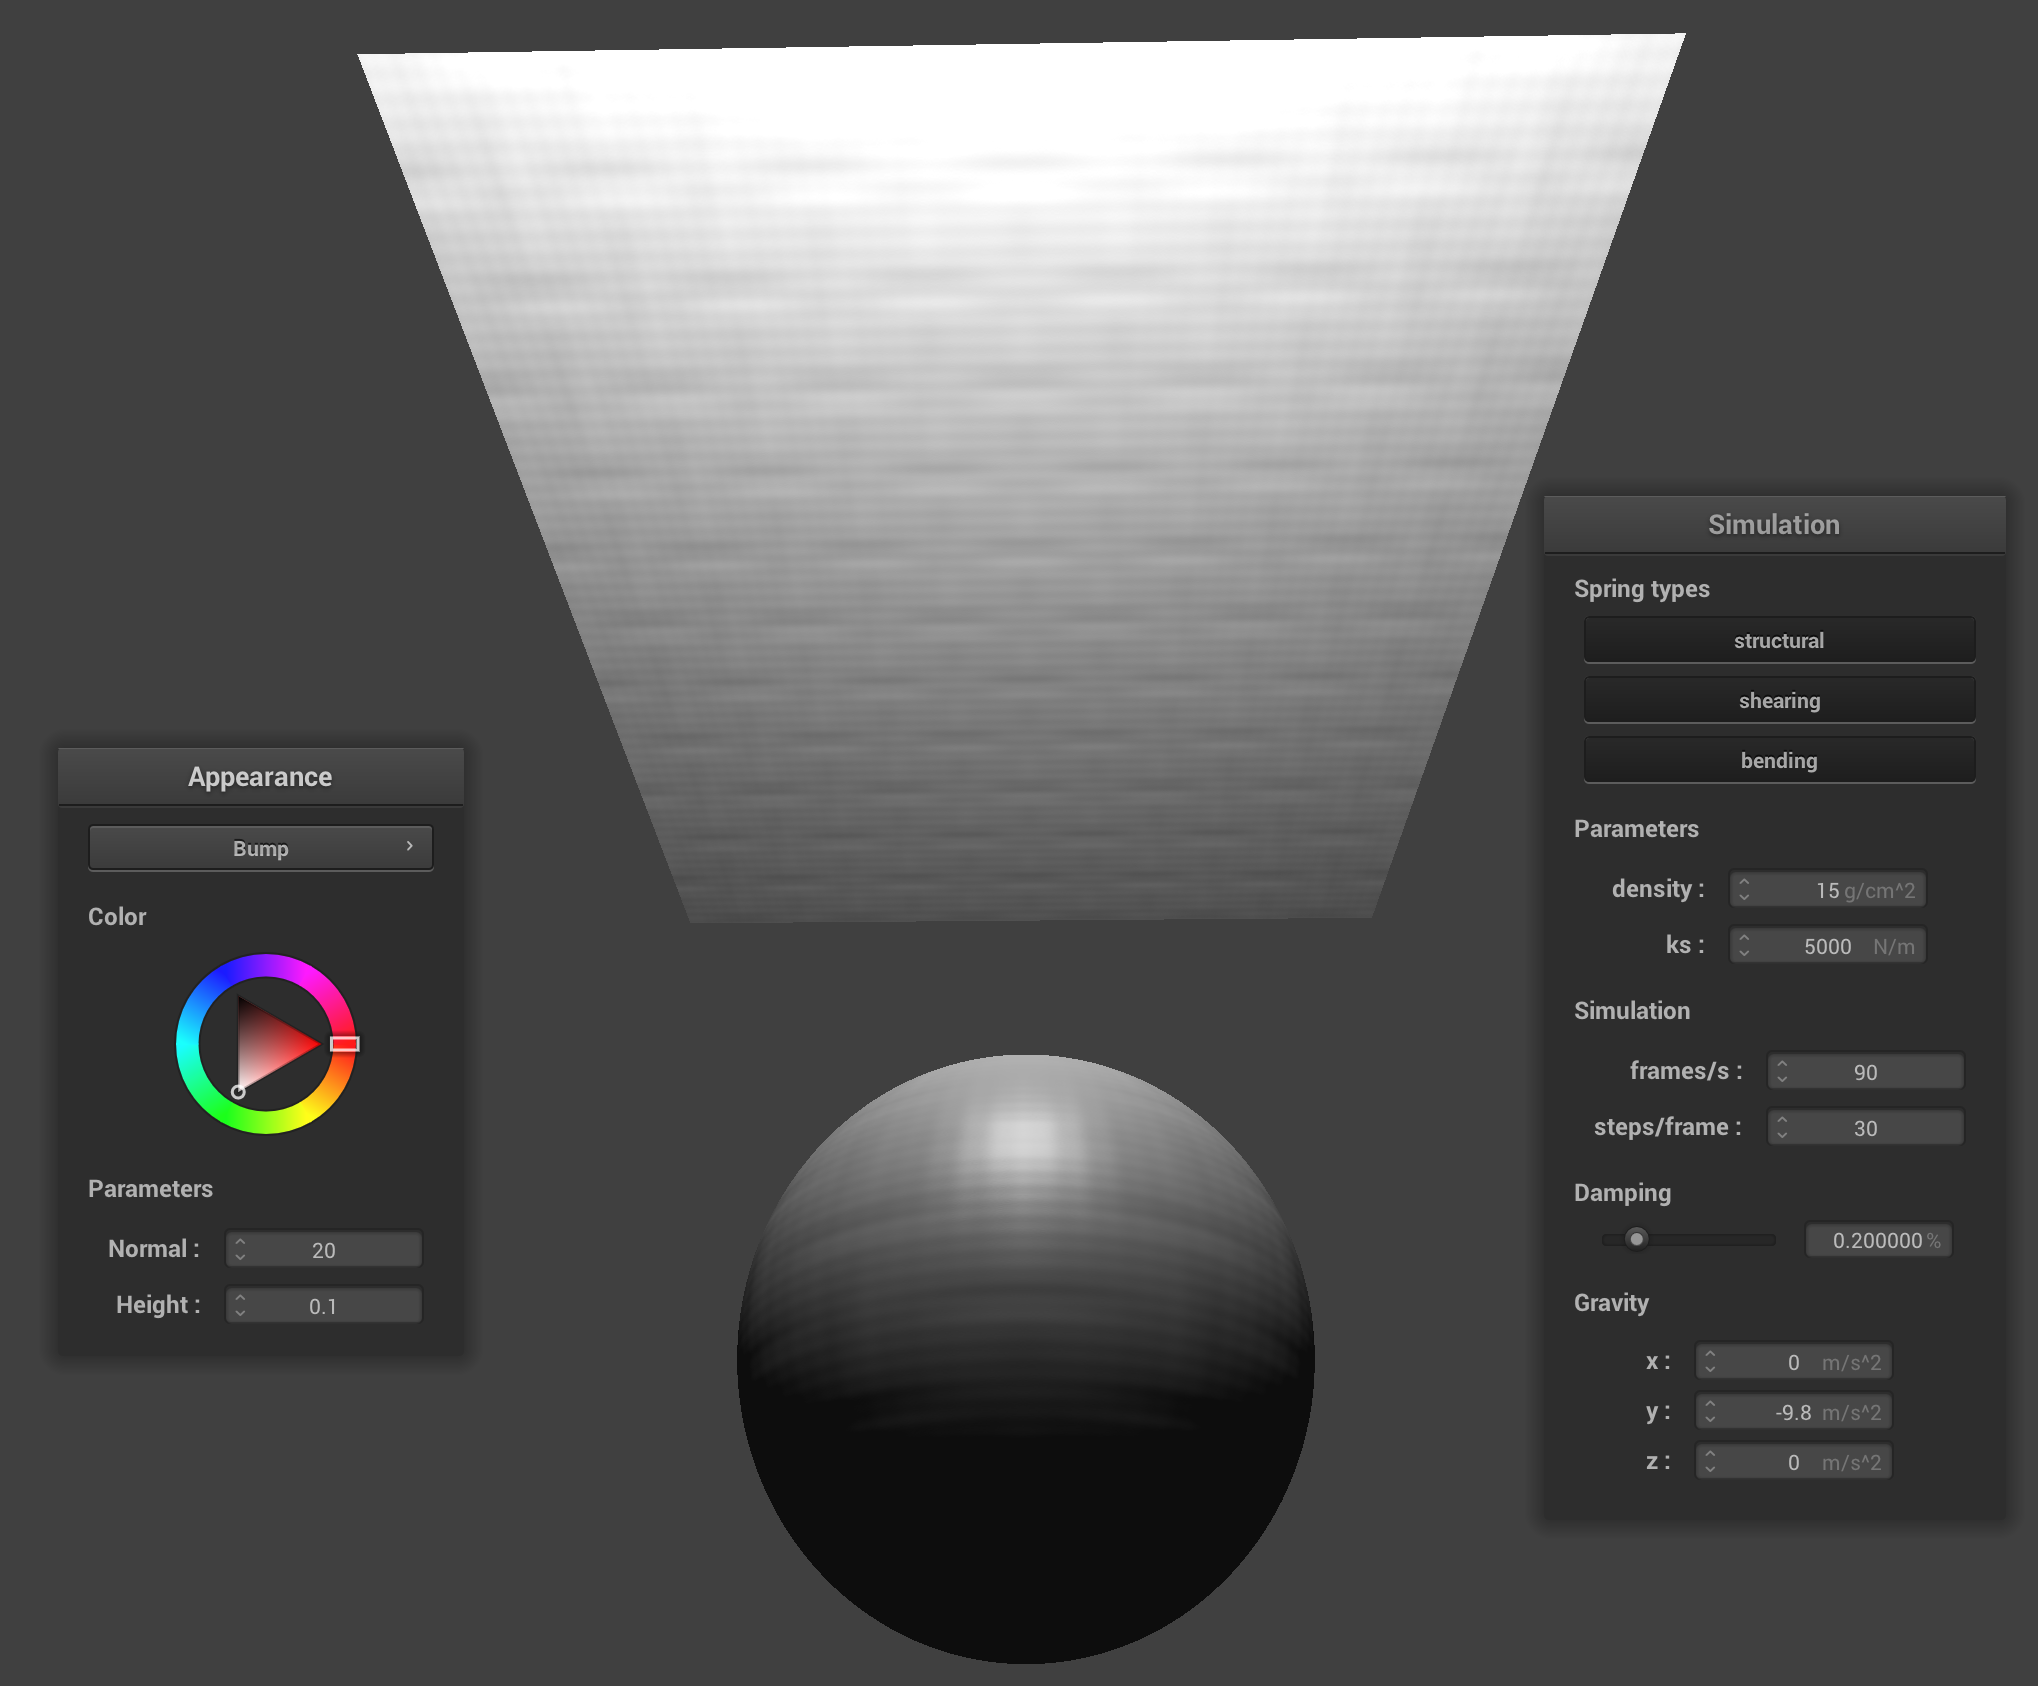 Appearance
Bump
Color
Parameters
Normal : 20
Height : 0.1
Simulation
Spring types
structural
shearing
bending
Parameters
density : 15 g/cm^2
ks : 5000 N/m
Simulation
frames/s : 90
steps/frame : 30
Damping
0.200000 %
Gravity
x : 0 m/s^2
y : -9.8 m/s^2
z : 0 m/s^2